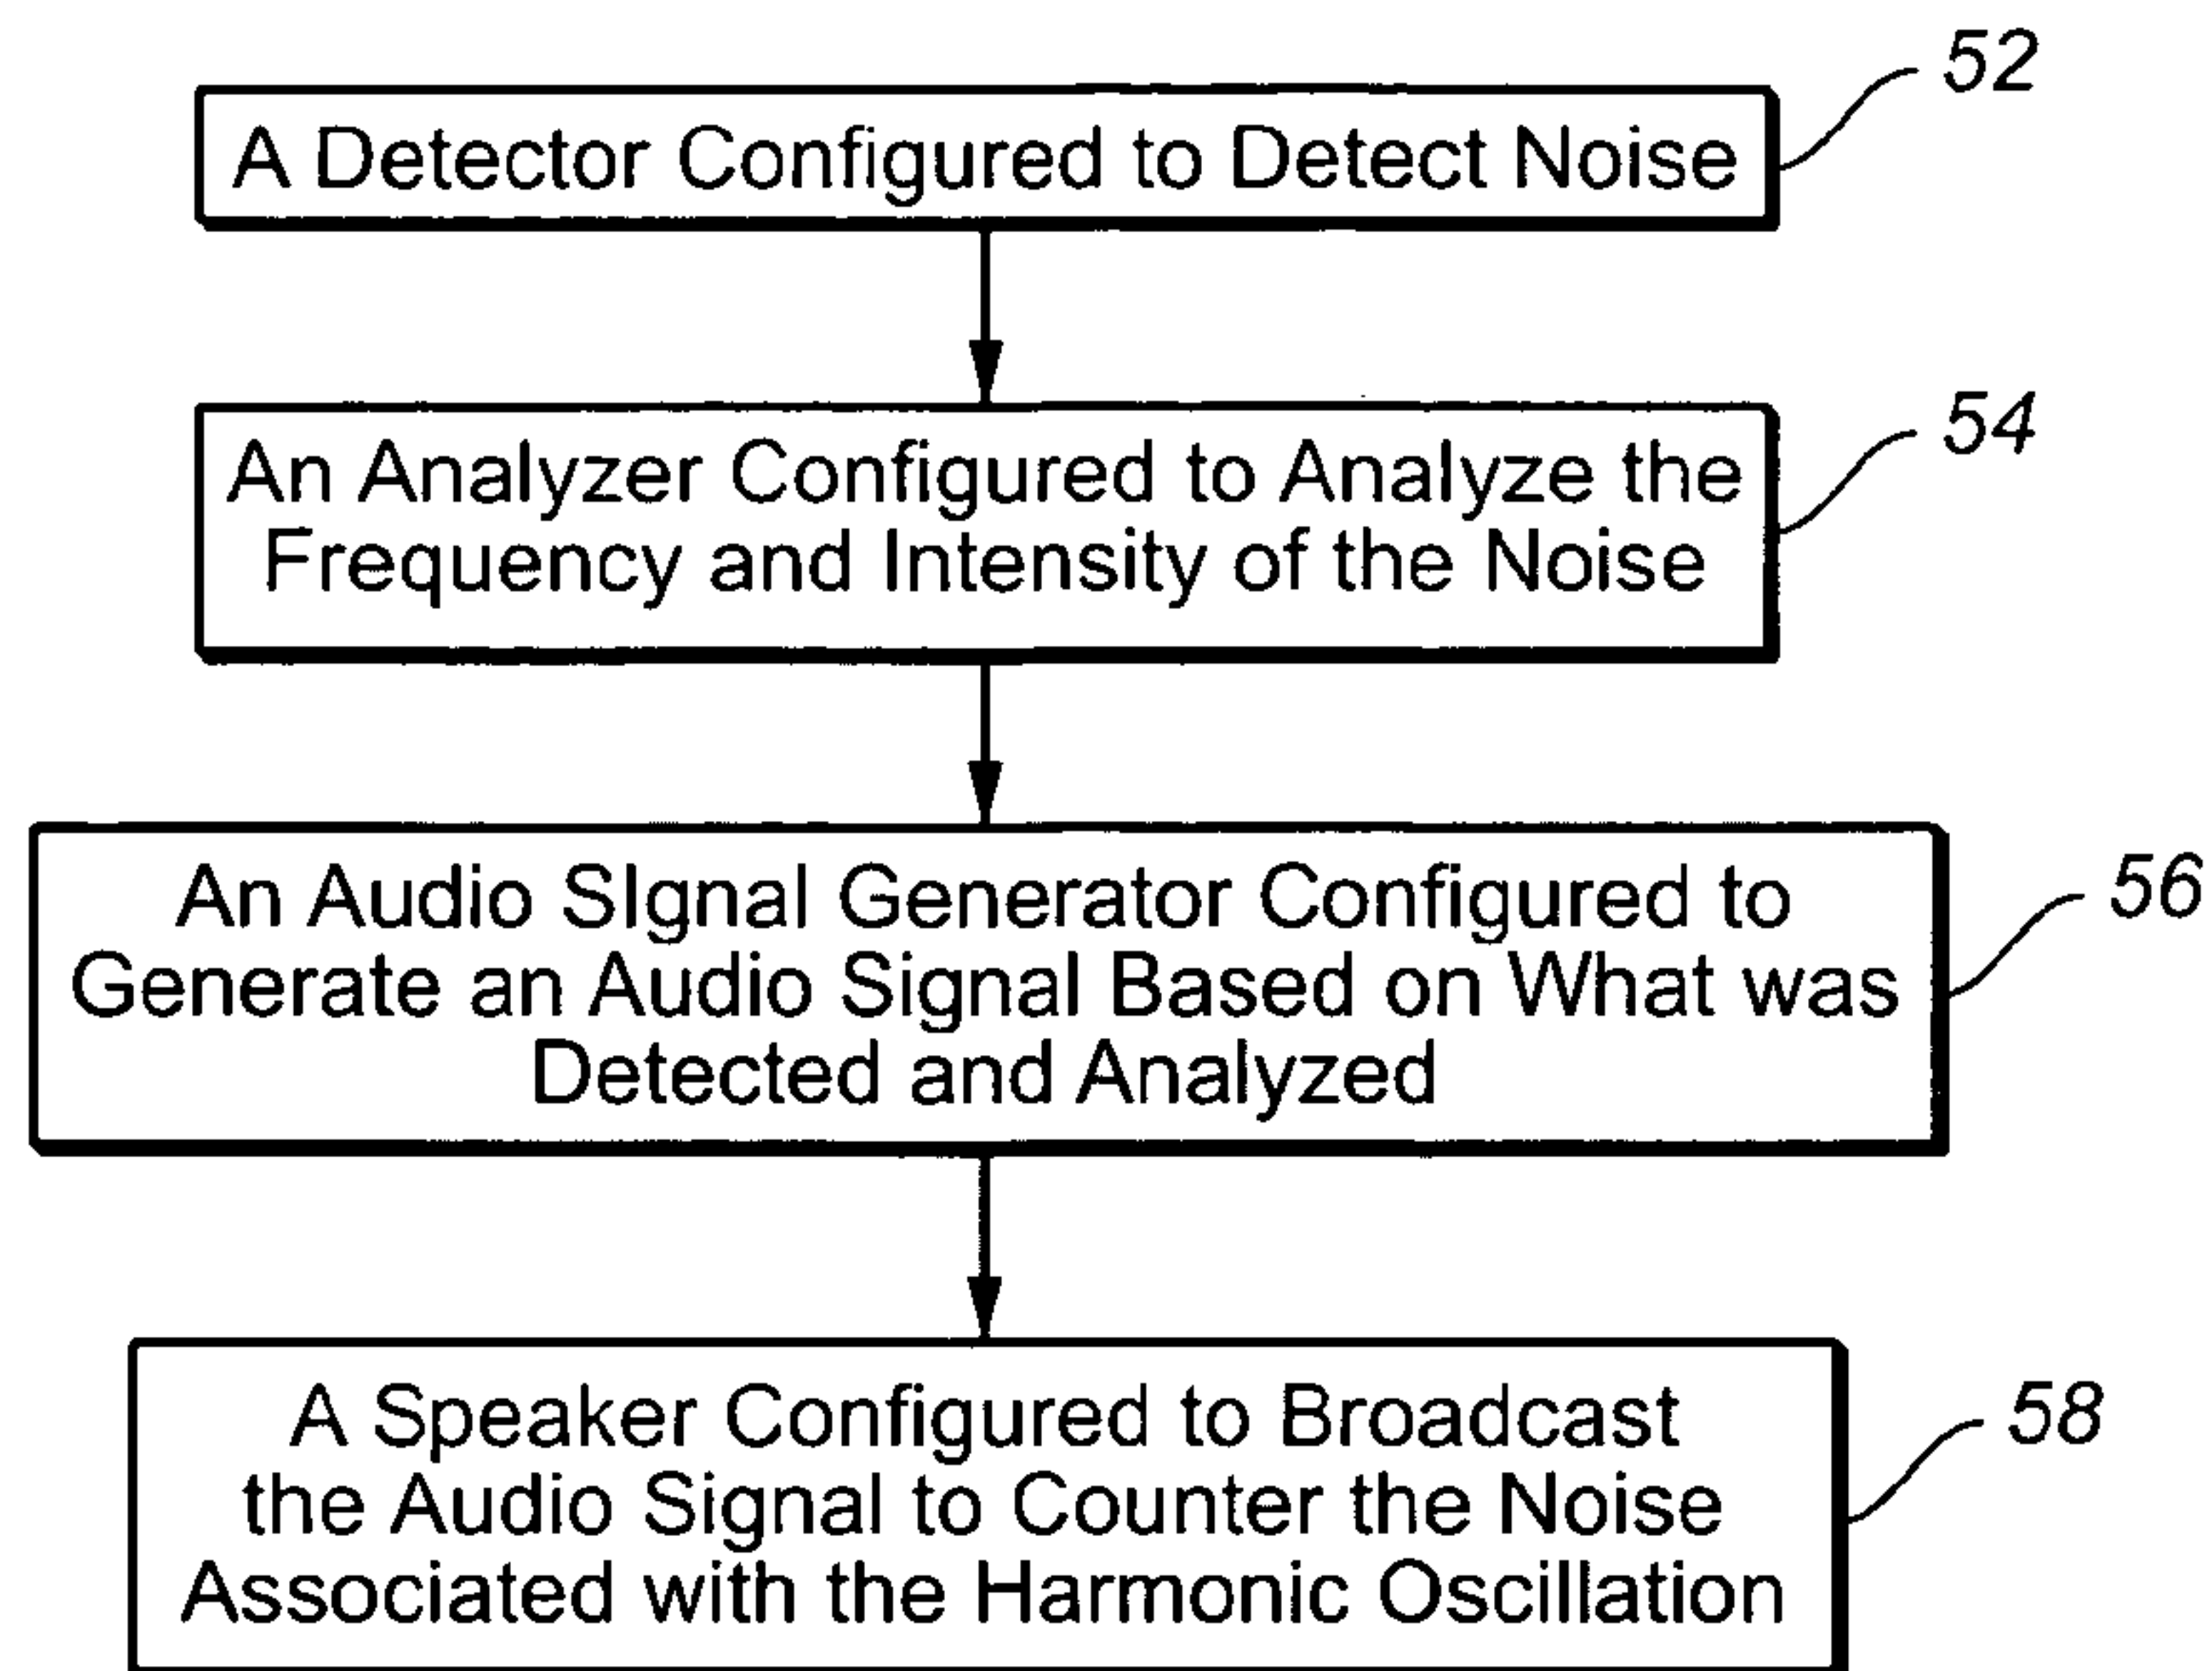 52
A Detector Configured to Detect Noise
54
An Analyzer Configured to Analyze the
Frequency and Intensity of the Noise
56
An Audio SIgnal Generator Configured to
Generate an Audio Signal Based on What was
Detected and Analyzed
58
A Speaker Configured to Broadcast
the Audio Signal to Counter the Noise
Associated with the Harmonic Oscillation